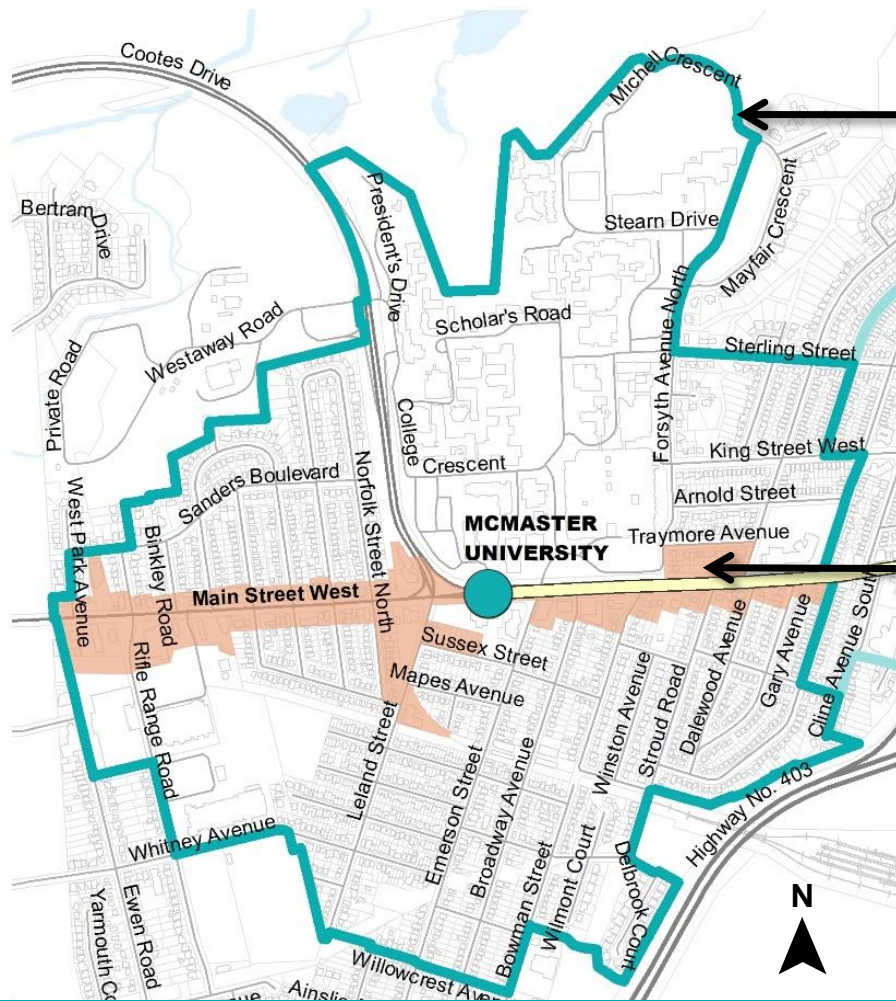 Cootes Drive
Michell Crescent
Bertram Drive
President's Drive
Stearn Drive
Mayfair Crescent
Westaway Road
Scholar's Road
Forsyth Avenue North
Sterling Street
Private Road
College
Crescent
King Street West
Sanders Boulevard
Norfolk Street North
Arnold Street
West Park Avenue
Binkley Road
MCMASTER
UNIVERSITY
Traymore Avenue
Main Street West
Rifle Range Road
Sussex Street
Mapes Avenue
Leland Street
Emerson Street
Broadway Avenue
Winston Avenue
Stroud Road
Dalewood Avenue
Gary Avenue
Cline Avenue South
Highway No. 403
Whitney Avenue
Bowman Street
Wilmont Court
Delbrook Court
Yarmouth
Ewen Road
Willowcrest
N